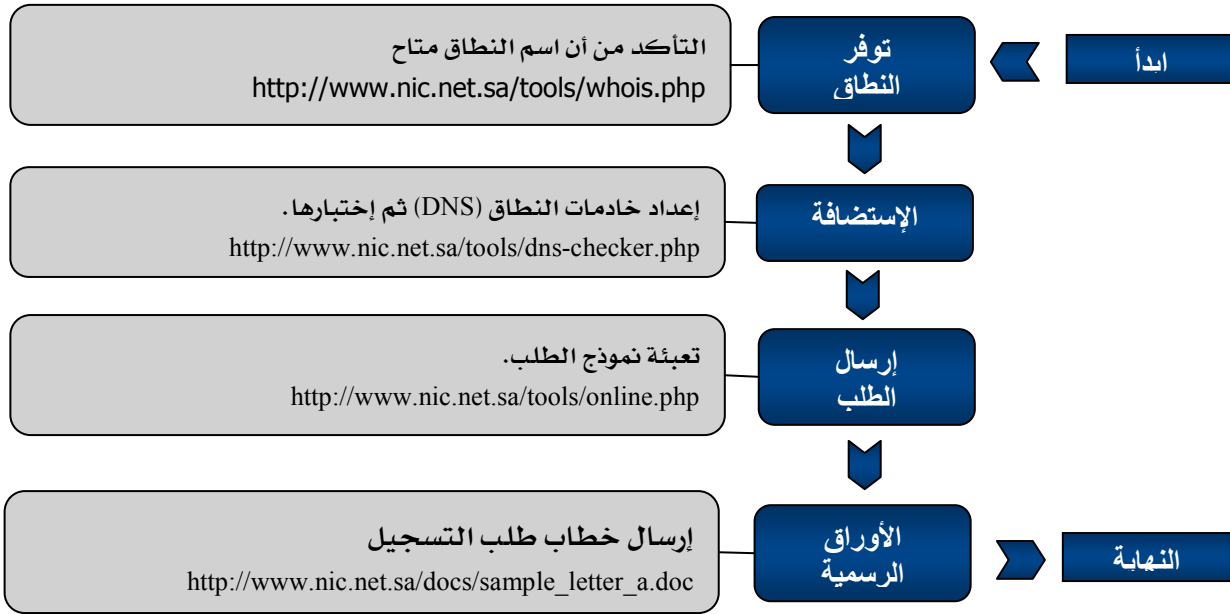 ابدأ
توفر
النطاق
التأكد من أن اسم النطاق متاح
http://www.nic.net.sa/tools/whois.php
الإستضافة
إعداد خادمات النطاق (DNS) ثم إختبارها.
http://www.nic.net.sa/tools/dns-checker.php
إرسال
الطلب
تعبئة نموذج الطلب.
http://www.nic.net.sa/tools/online.php
الأوراق
الرسمية
إرسال خطاب طلب التسجيل
http://www.nic.net.sa/docs/sample_letter_a.doc
النهاية